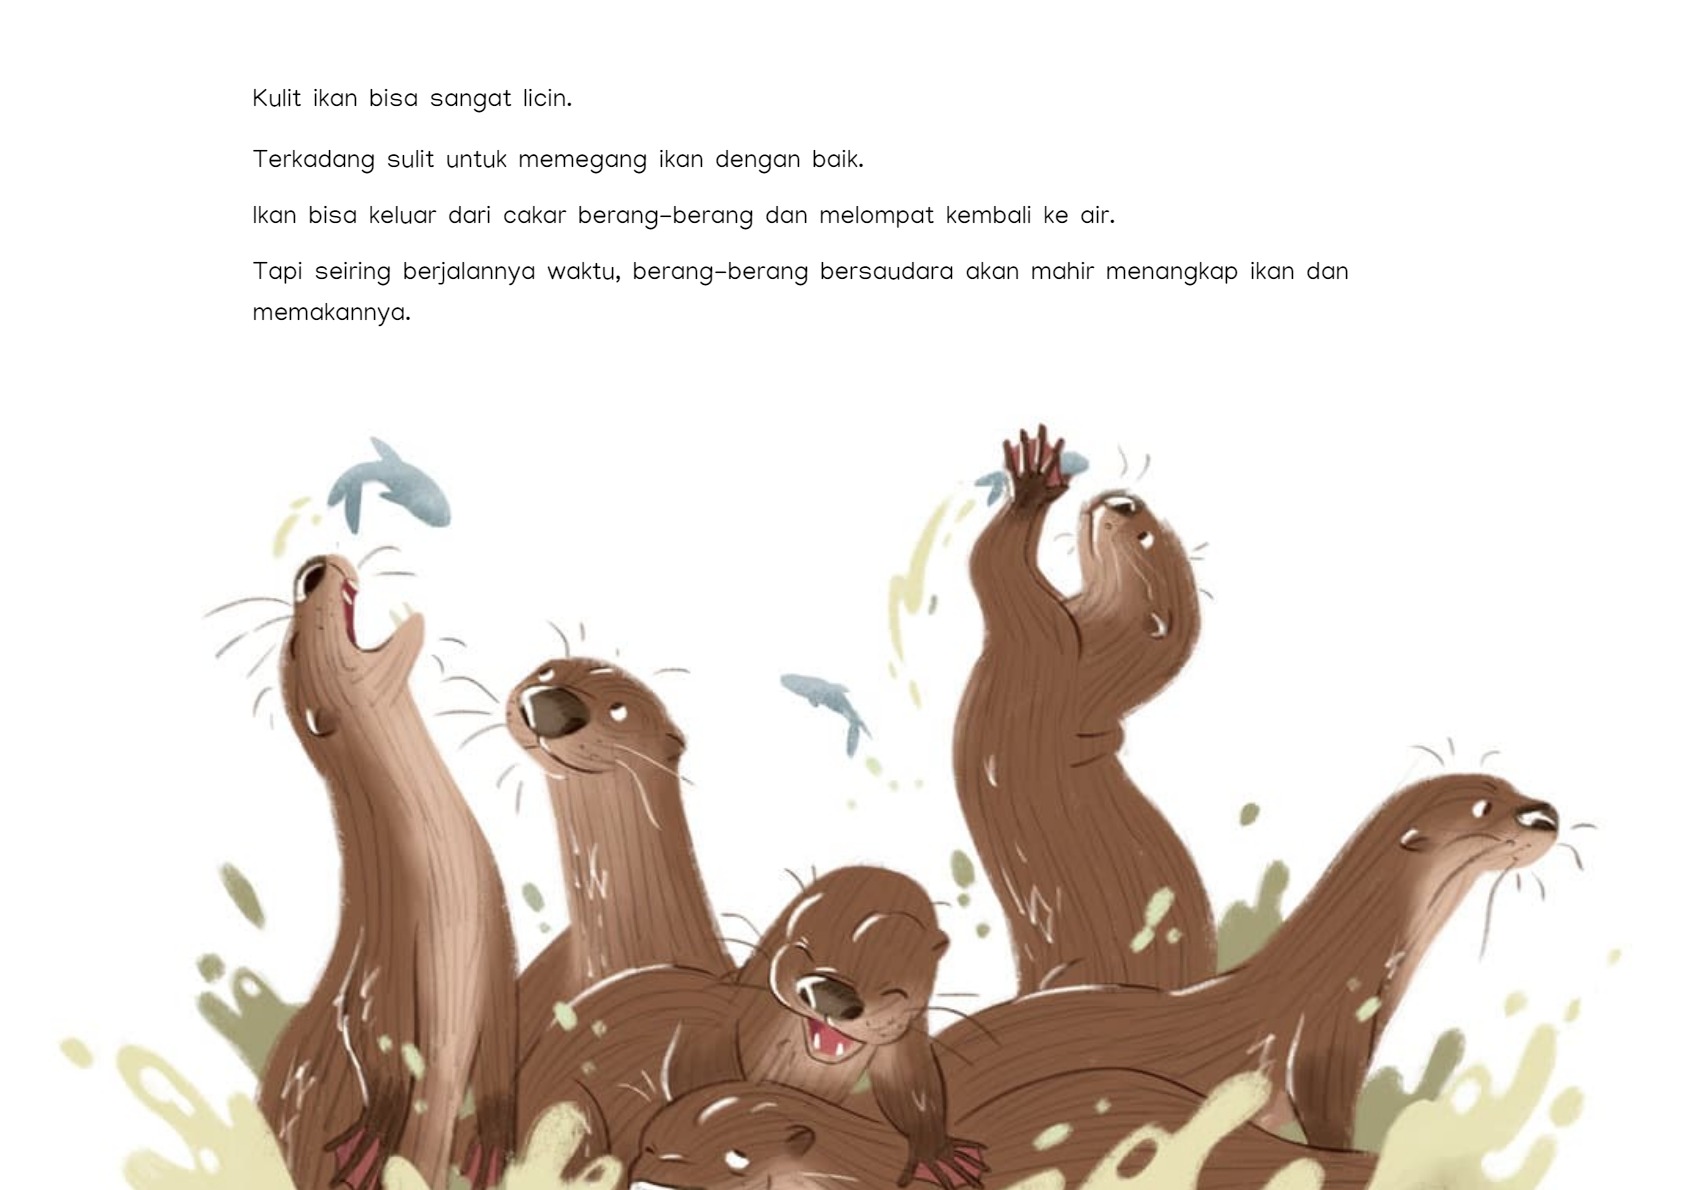 Kulit ikan bisa sangat licin.
Terkadang sulit untuk memegang ikan dengan baik.
Ikan bisa keluar dari cakar berang-berang dan melompat kembali ke air.
Tapi seiring berjalannya waktu, berang-berang bersaudara akan mahir menangkap ikan dan
memakannya.